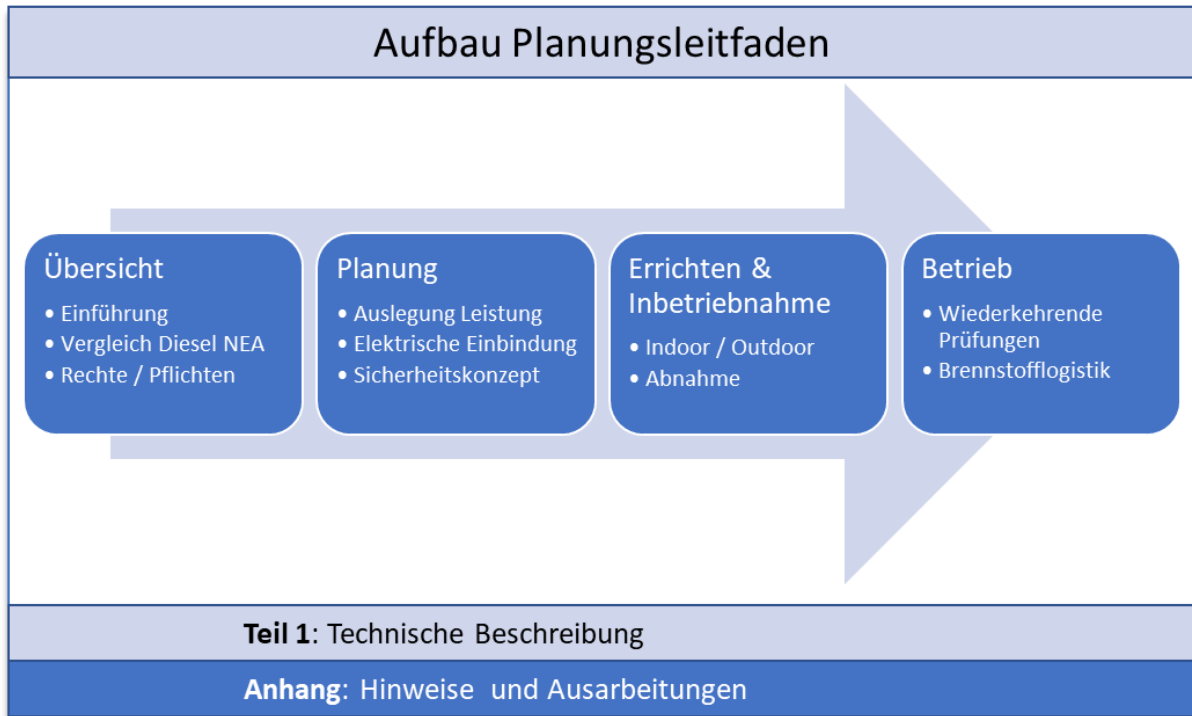 Aufbau Planungsleitfaden
Übersicht
• Einführung
• Vergleich Diesel NEA
• Rechte / Pflichten
Planung
• Auslegung Leistung
• Elektrische Einbindung
• Sicherheitskonzept
Errichten &
Inbetriebnahme
• Indoor / Outdoor
• Abnahme
Betrieb
• Wiederkehrende
Prüfungen
• Brennstofflogistik
Teil 1: Technische Beschreibung
Anhang: Hinweise und Ausarbeitungen